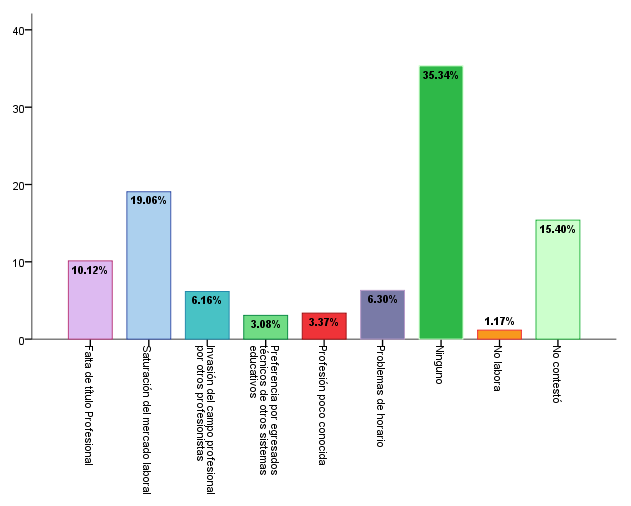 40
30
20
10
0
10.12%
19.06%
6.16%
3.08%
3.37%
6.30%
35.34%
1.17%
15.40%
Falta de título Profesional
Saturación del mercado laboral
Invasión del campo profesional
por otros profesionistas
Preferencia por egresados
técnicos de otros sistemas
educativos
Profesión poco conocida
Problemas de horario
Ninguno
No labora
No contestó